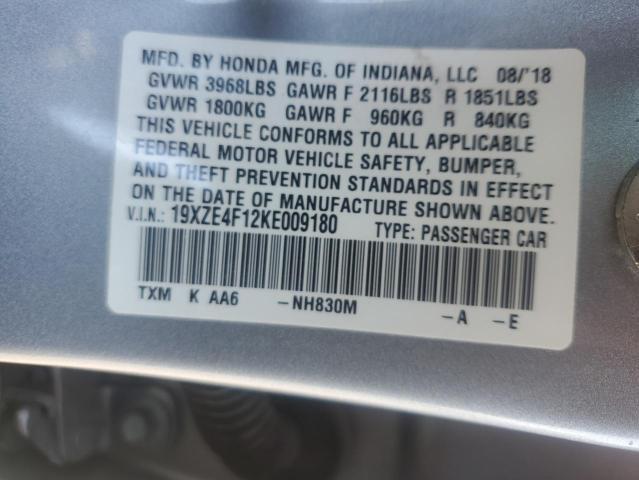 MFD. BY HONDA MFG. OF INDIANA, LLC 08/'18
GVWR 3968LBS GAWR F 2116LBS R 1851LBS
GVWR 1800KG GAWR F 960KG R 840KG
THIS VEHICLE CONFORMS TO ALL APPLICABLE
FEDERAL MOTOR VEHICLE SAFETY, BUMPER,
AND THEFT PREVENTION STANDARDS IN EFFECT
ON THE DATE OF MANUFACTURE SHOWN ABOVE.
V.I.N.: 19XZE4F12KE009180 TYPE: PASSENGER CAR
TXM K AA6 -NH830M -A -E